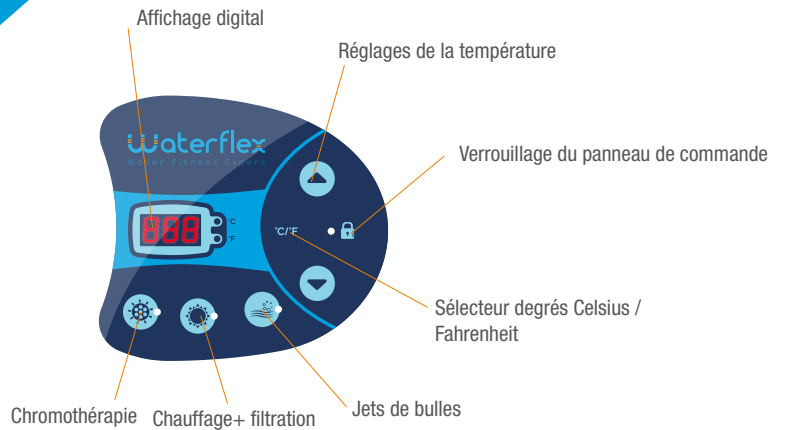 Affichage digital
Réglages de la température
Waterflex
Water Fitness Expert
Verrouillage du panneau de commande
888
°C
°F
°C/°F
Sélecteur degrés Celsius /
Fahrenheit
Chromothérapie
Chauffage+ filtration
Jets de bulles